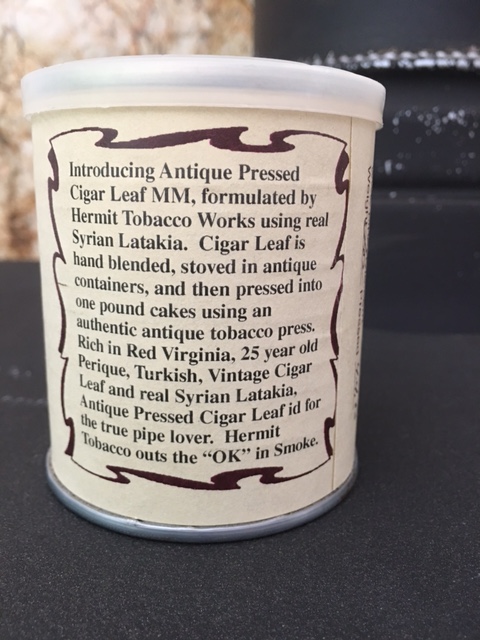 Introducing Antique Pressed
Cigar Leaf MM, formulated by
Hermit Tobacco Works using real
Syrian Latakia. Cigar Leaf is
hand blended, stoved in antique
containers, and then pressed into
one pound cakes using an
authentic antique tobacco press.
Rich in Red Virginia, 25 year old
Perique, Turkish, Vintage Cigar
Leaf and real Syrian Latakia,
Antique Pressed Cigar Leaf id for
the true pipe lover. Hermit
Tobacco outs the “OK” in Smoke.